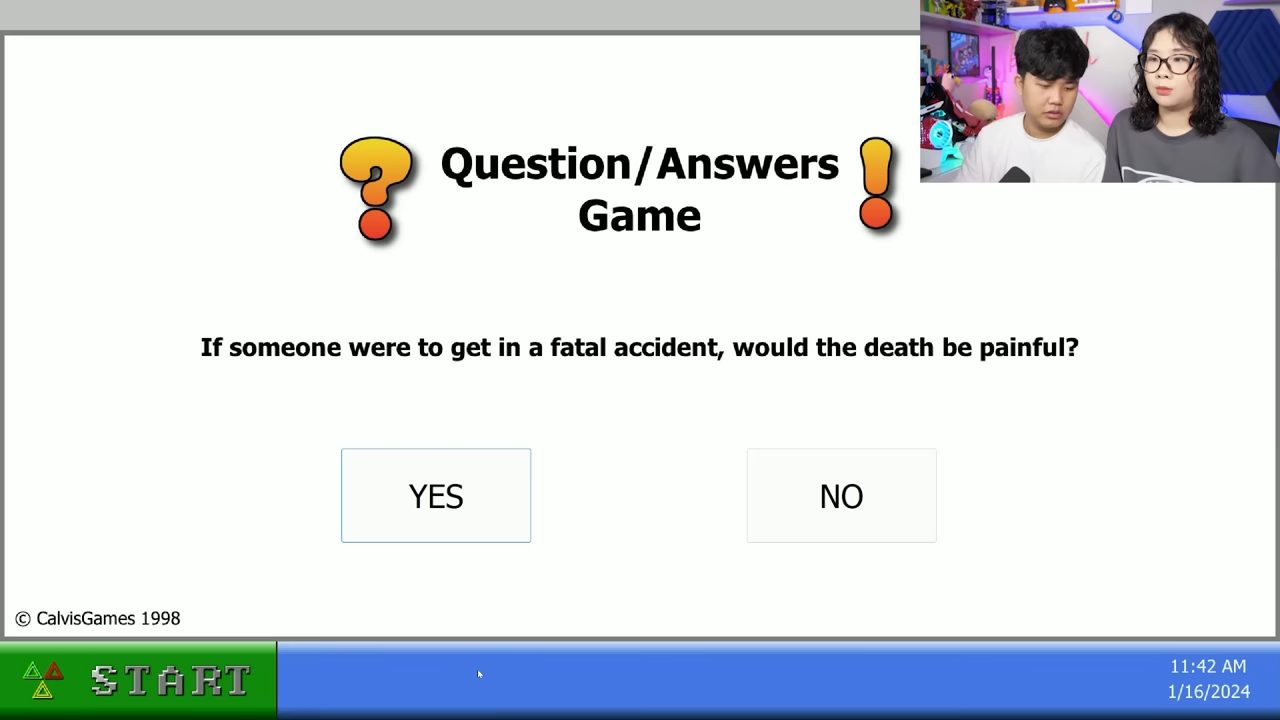 Question/Answers
Game
If someone were to get in a fatal accident, would the death be painful?
YES
NO
© CalvisGames 1998
START
11:42 AM
1/16/2024